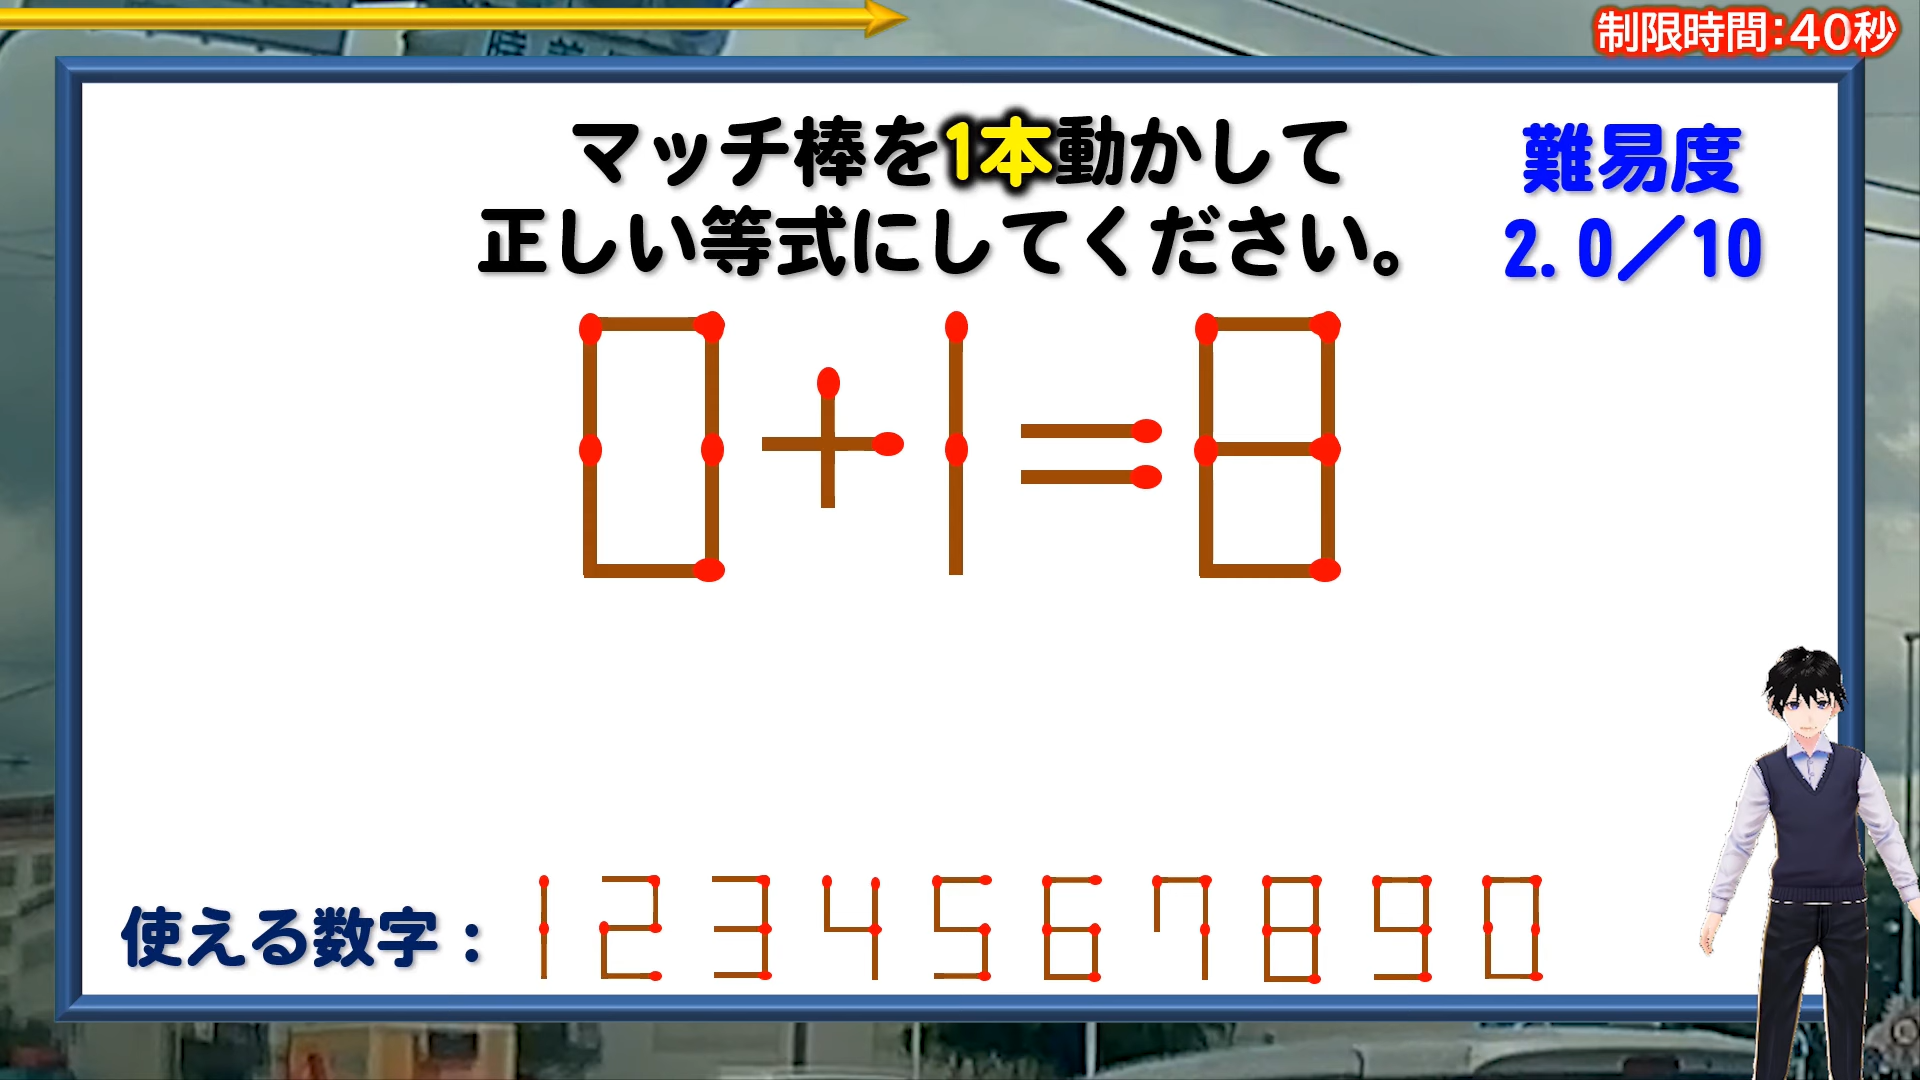 制限時間:40秒
マッチ棒を1本動かして
正しい等式にしてください。
難易度
2.0／10
0+1=8
使える数字：1234567890